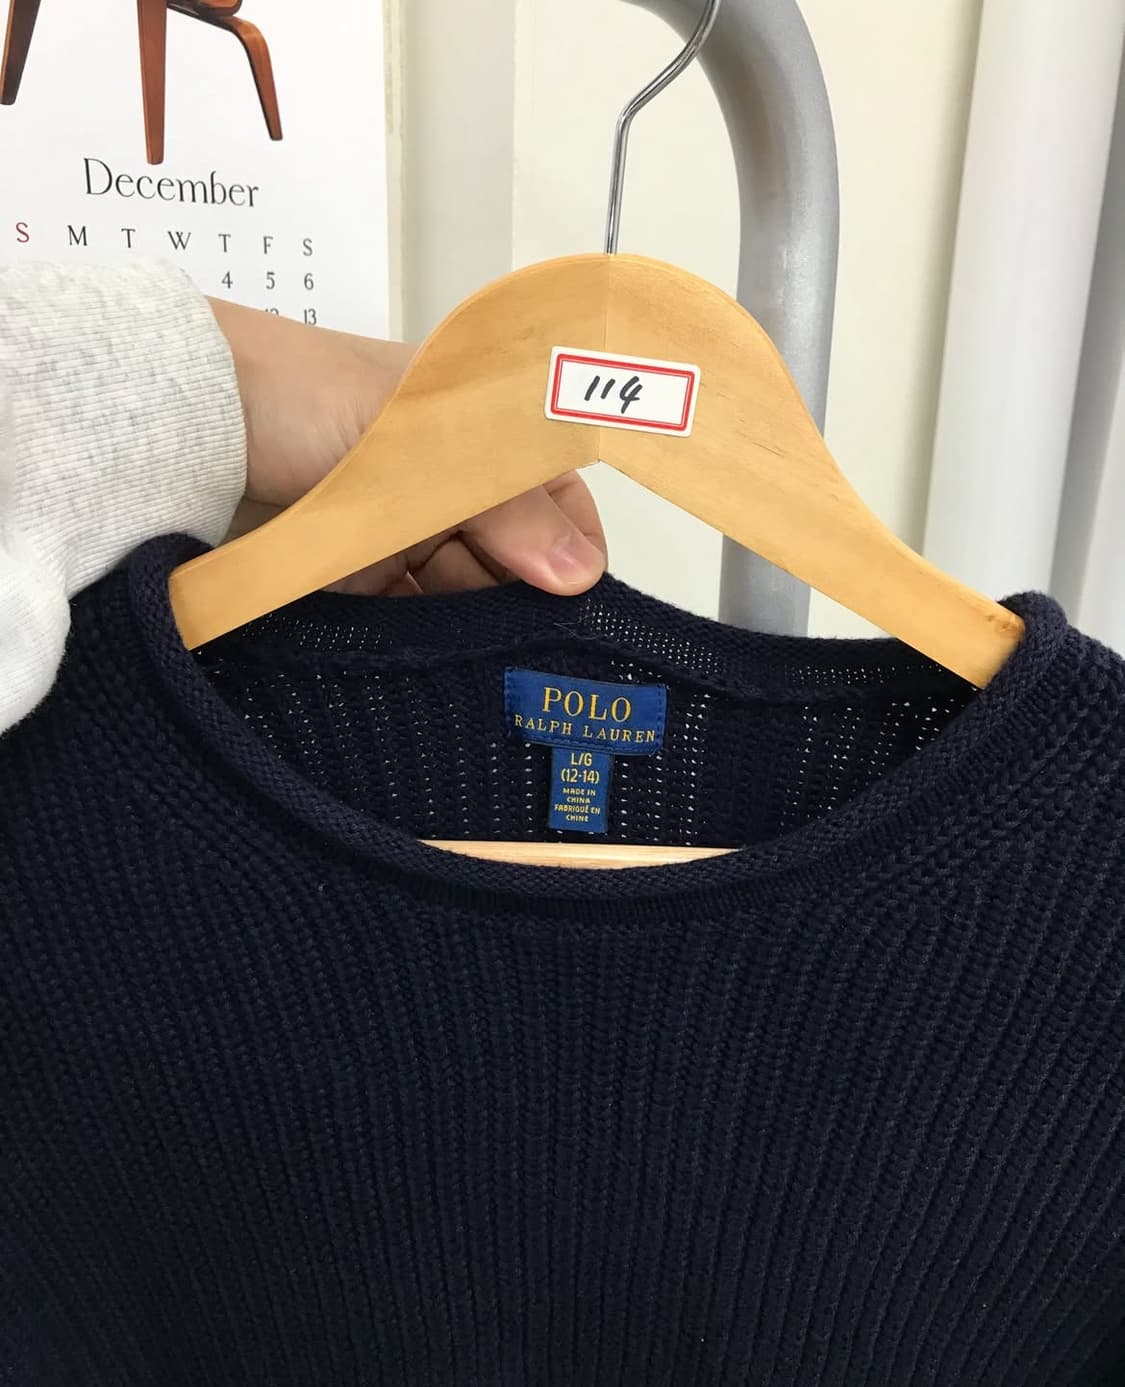 December
S M T W T F S
4 5 6
13
114
POLO
RALPH LAUREN
L/G
(12-14)
MADE IN
CHINA
FABRIQUÉ EN
CHINE